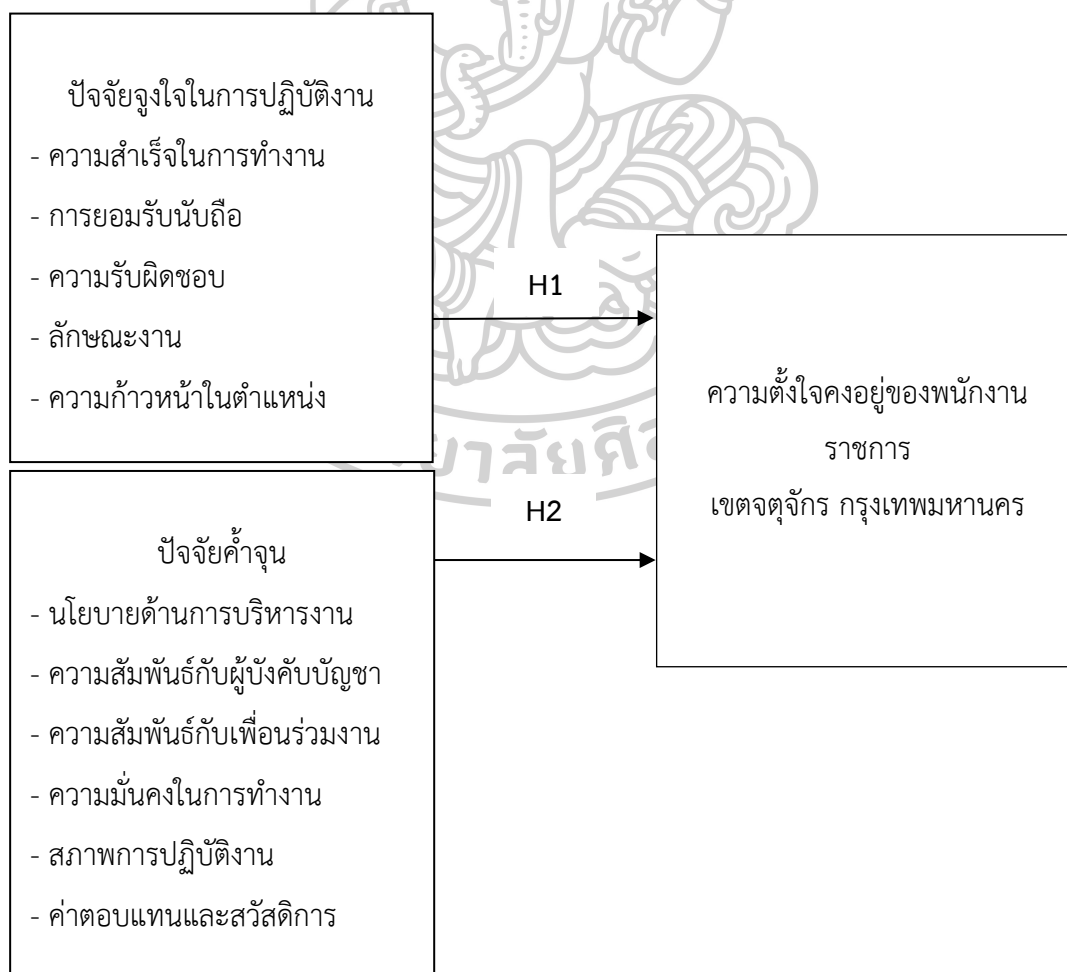 ปัจจัยจูงใจในการปฏิบัติงาน
- ความสำเร็จในการทำงาน
- การยอมรับนับถือ
- ความรับผิดชอบ
- ลักษณะงาน
- ความก้าวหน้าในตำแหน่ง
H1
ความตั้งใจคงอยู่ของพนักงาน
ราชการ
เขตจตุจักร กรุงเทพมหานคร
H2
ปัจจัยค้ำจุน
- นโยบายด้านการบริหารงาน
- ความสัมพันธ์กับผู้บังคับบัญชา
- ความสัมพันธ์กับเพื่อนร่วมงาน
- ความมั่นคงในการทำงาน
- สภาพการปฏิบัติงาน
- ค่าตอบแทนและสวัสดิการ